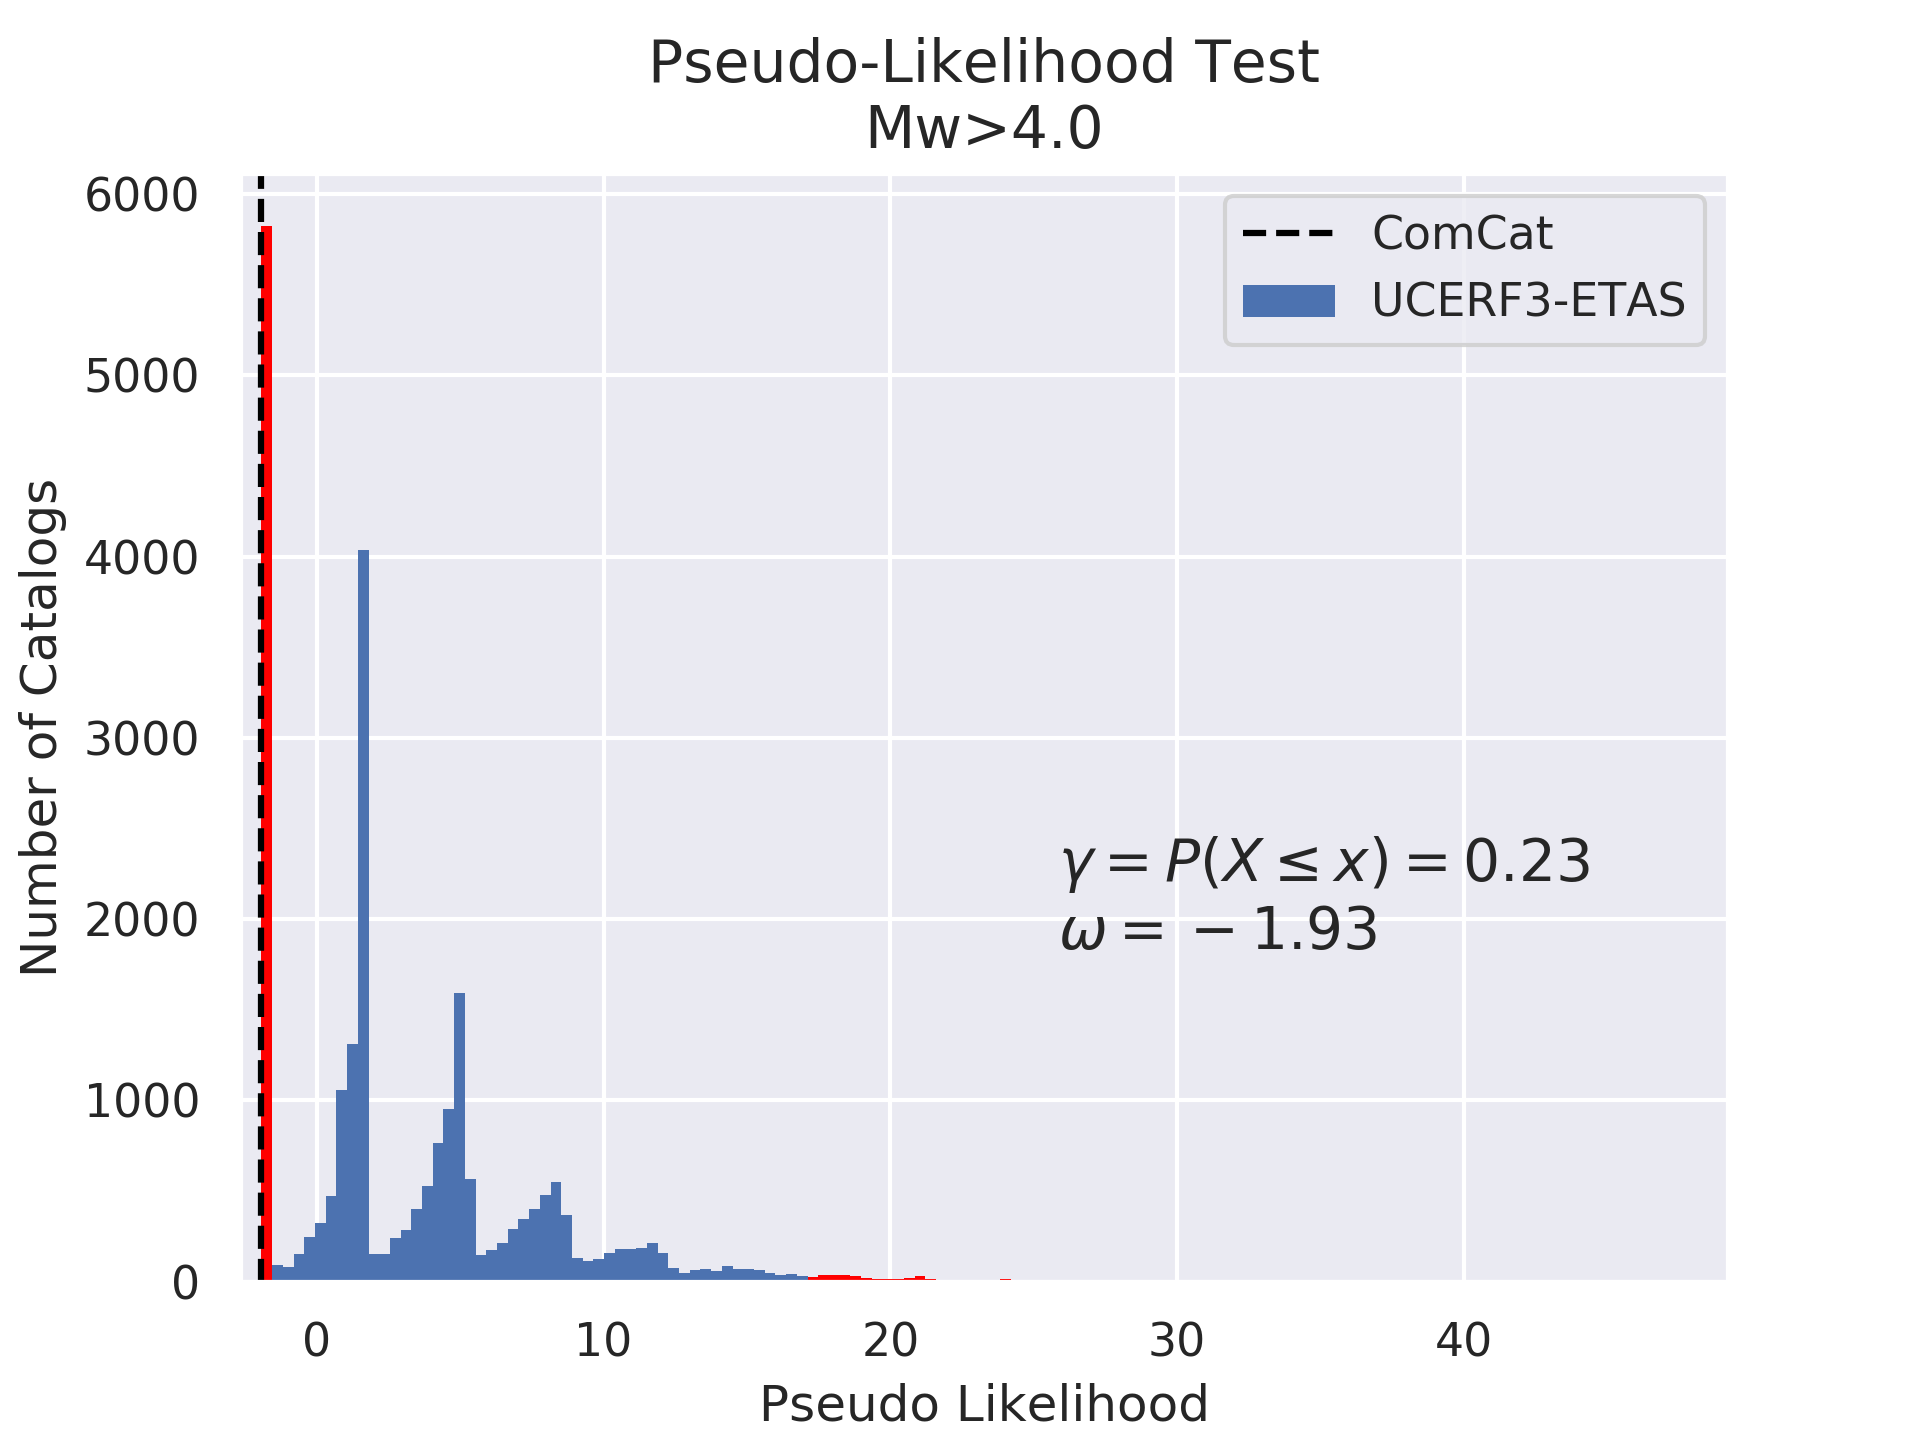 Pseudo-Likelihood Test
Mw>4.0
6000
5000
4000
3000
2000
1000
0
Number of Catalogs
ComCat
UCERF3-ETAS
γ = P(X ≤ x) = 0.23
ω = −1.93
0 10 20 30 40
Pseudo Likelihood